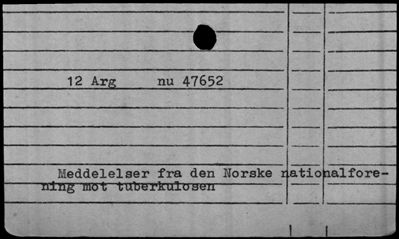 12 Arg nu 47652
Meddelelser fra den Norske nationalfore-
ning mot tuberkulosen